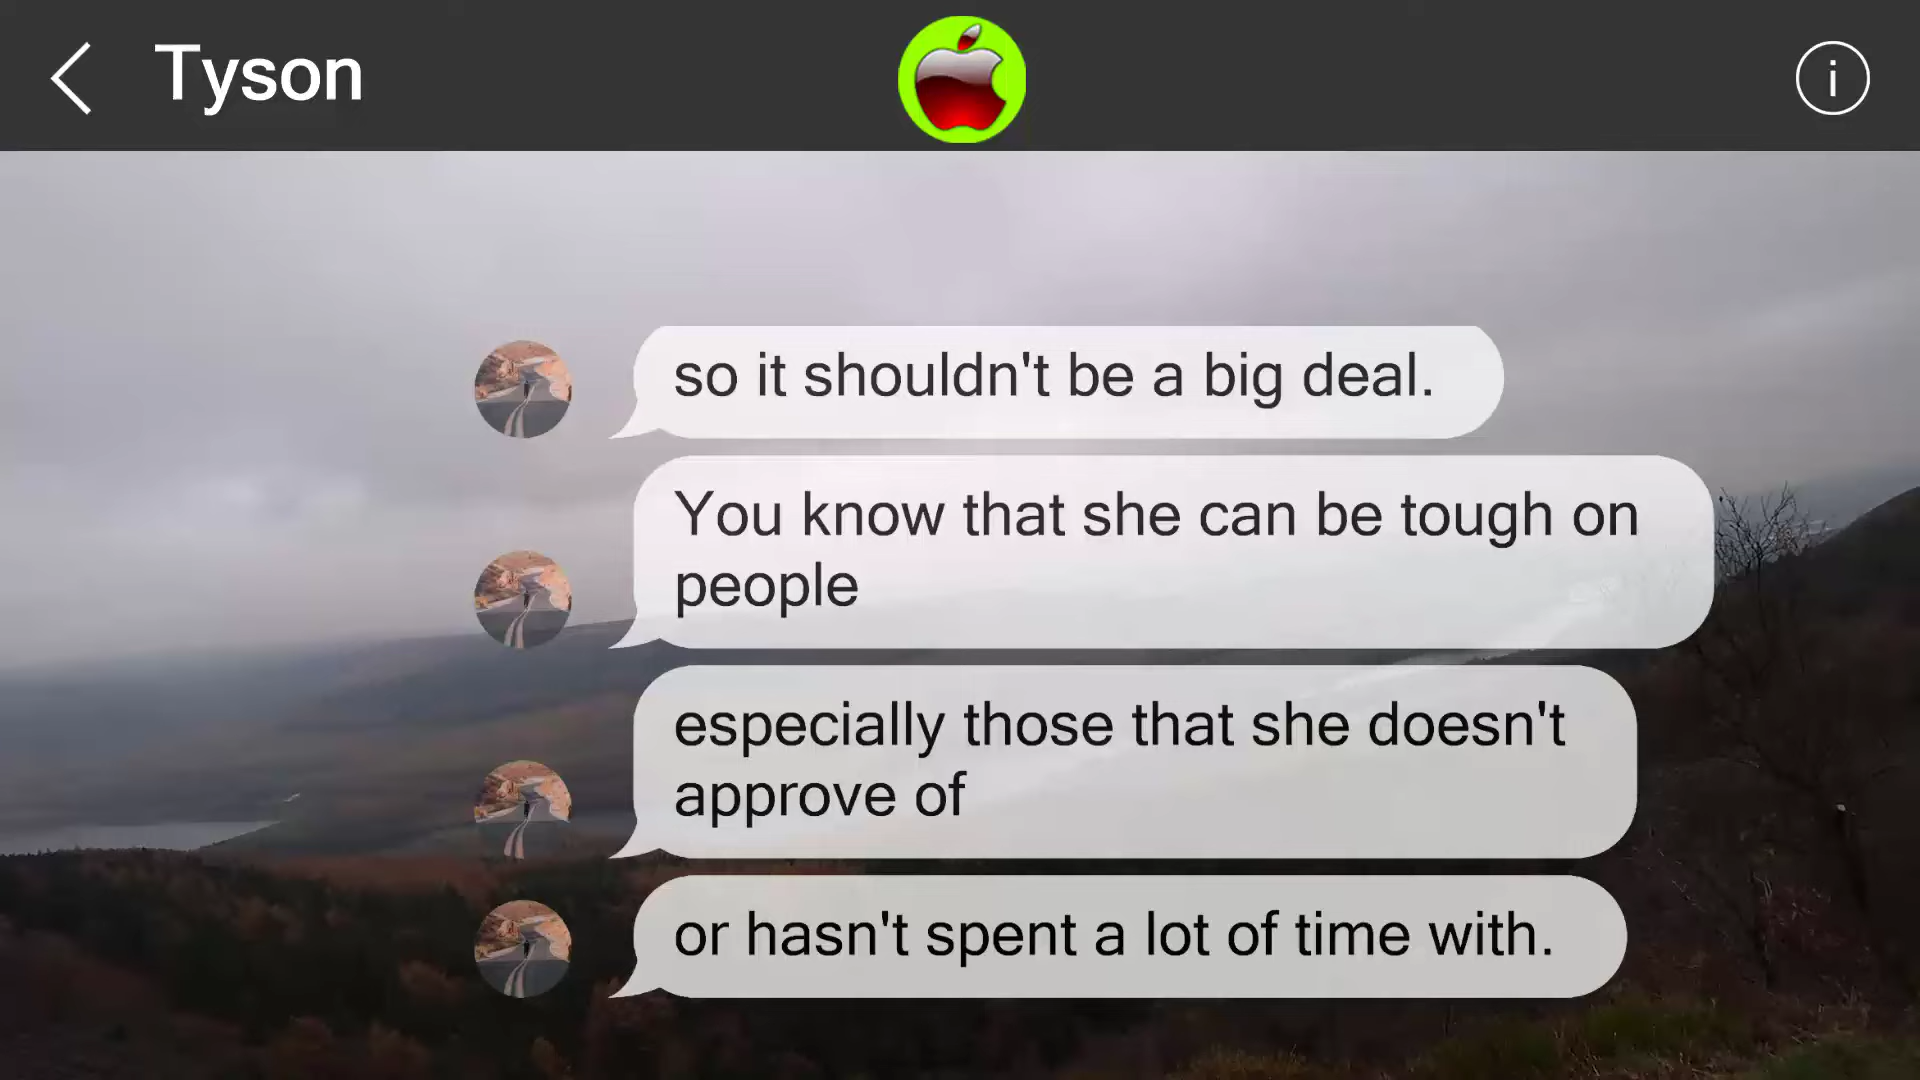 Tyson
i
so it shouldn't be a big deal.
You know that she can be tough on
people
especially those that she doesn't
approve of
or hasn't spent a lot of time with.